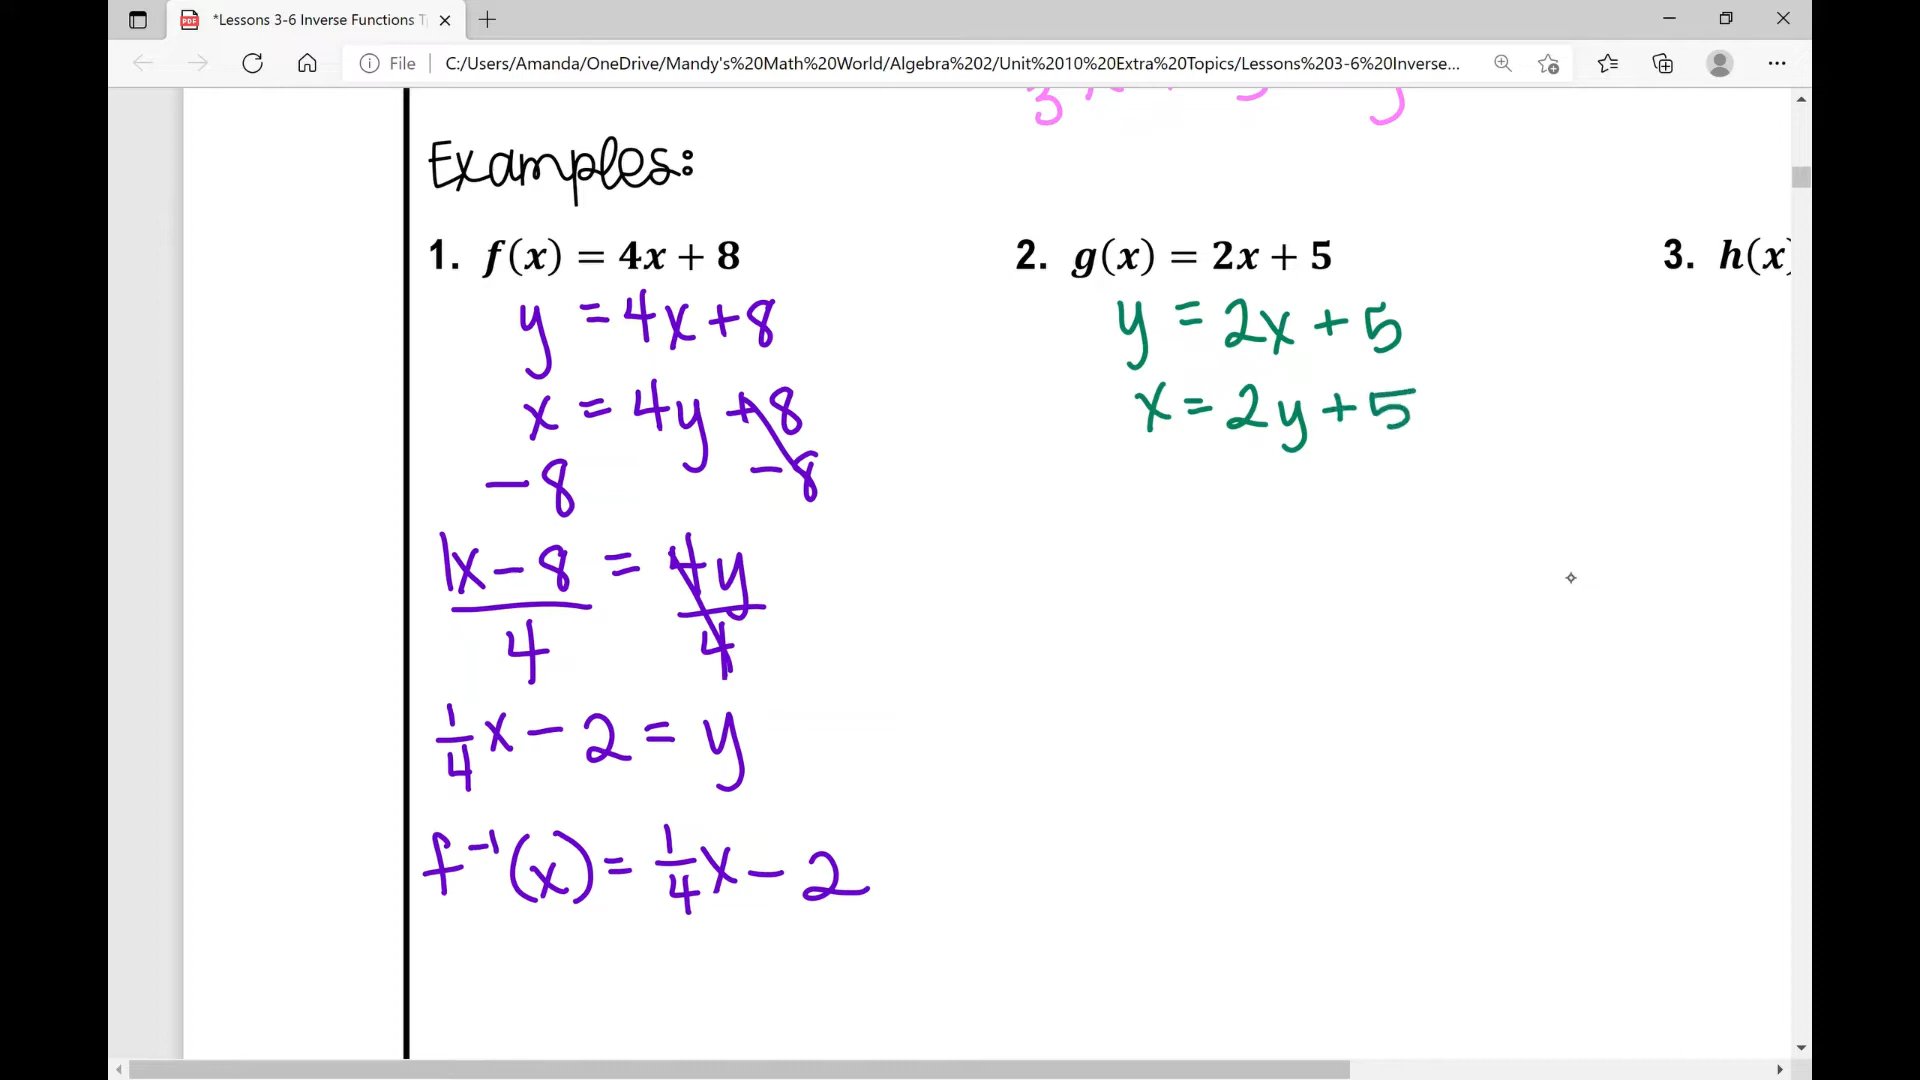 *Lessons 3-6 Inverse Functions T
File C:/Users/Amanda/OneDrive/Mandy's%20Math%20World/Algebra%202/Unit%2010%20Extra%20Topics/Lessons%203-6%20Inverse...
Examples:
1. f(x) = 4x + 8
y = 4x + 8
x = 4y + 8
- 8 - 8
1x - 8 = 4y
4 4
1/4 x - 2 = y
f⁻¹(x) = 1/4 x - 2
2. g(x) = 2x + 5
y = 2x + 5
x = 2y + 5
3. h(x)